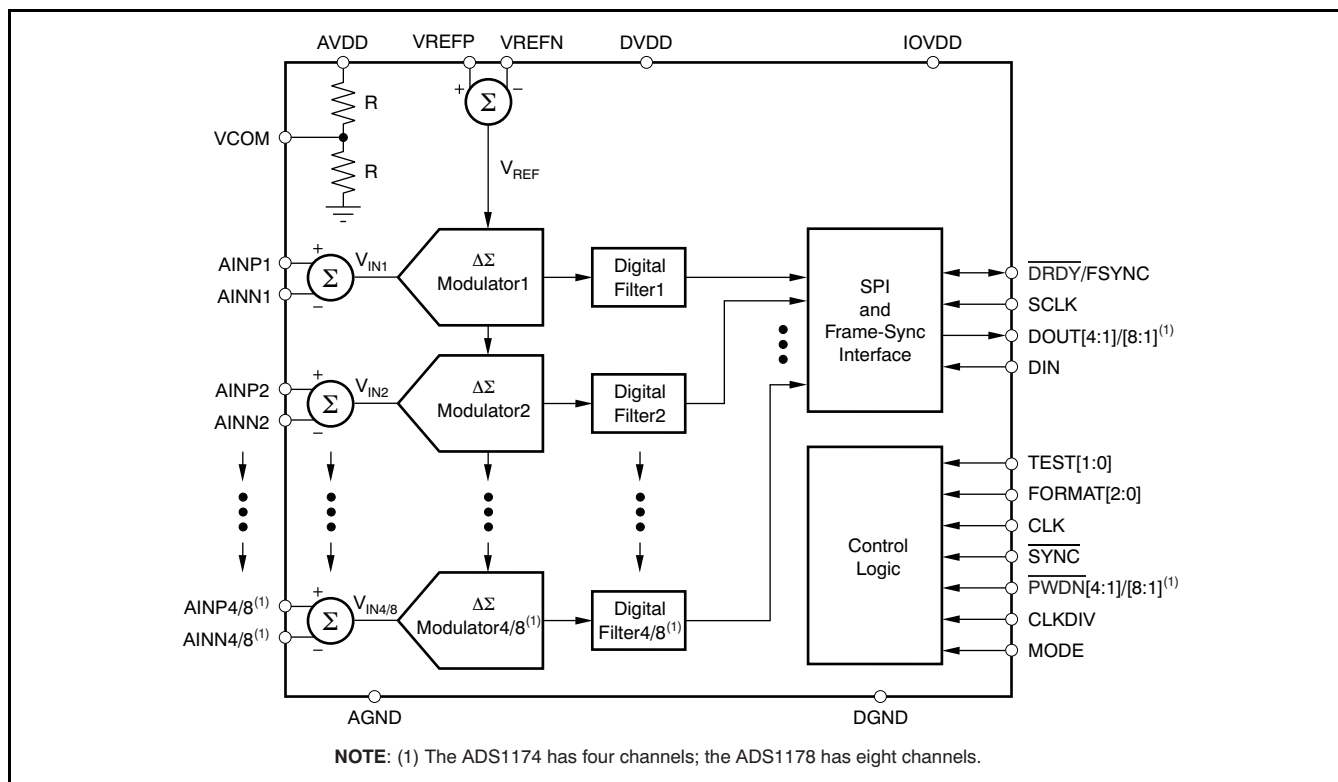 AVDD
VREFP
VREFN
DVDD
IOVDD
R
+
−
Σ
VCOM
R
VREF
AINP1
AINN1
+
−
Σ
VIN1
ΔΣ
Modulator1
Digital
Filter1
SPI
and
Frame-Sync
Interface
DRDY/FSYNC
SCLK
DOUT[4:1]/[8:1](1)
DIN
AINP2
AINN2
+
−
Σ
VIN2
ΔΣ
Modulator2
Digital
Filter2
Control
Logic
TEST[1:0]
FORMAT[2:0]
CLK
SYNC
PWDN[4:1]/[8:1](1)
CLKDIV
MODE
AINP4/8(1)
AINN4/8(1)
+
−
Σ
VIN4/8
ΔΣ
Modulator4/8(1)
Digital
Filter4/8(1)
AGND
DGND
NOTE: (1) The ADS1174 has four channels; the ADS1178 has eight channels.